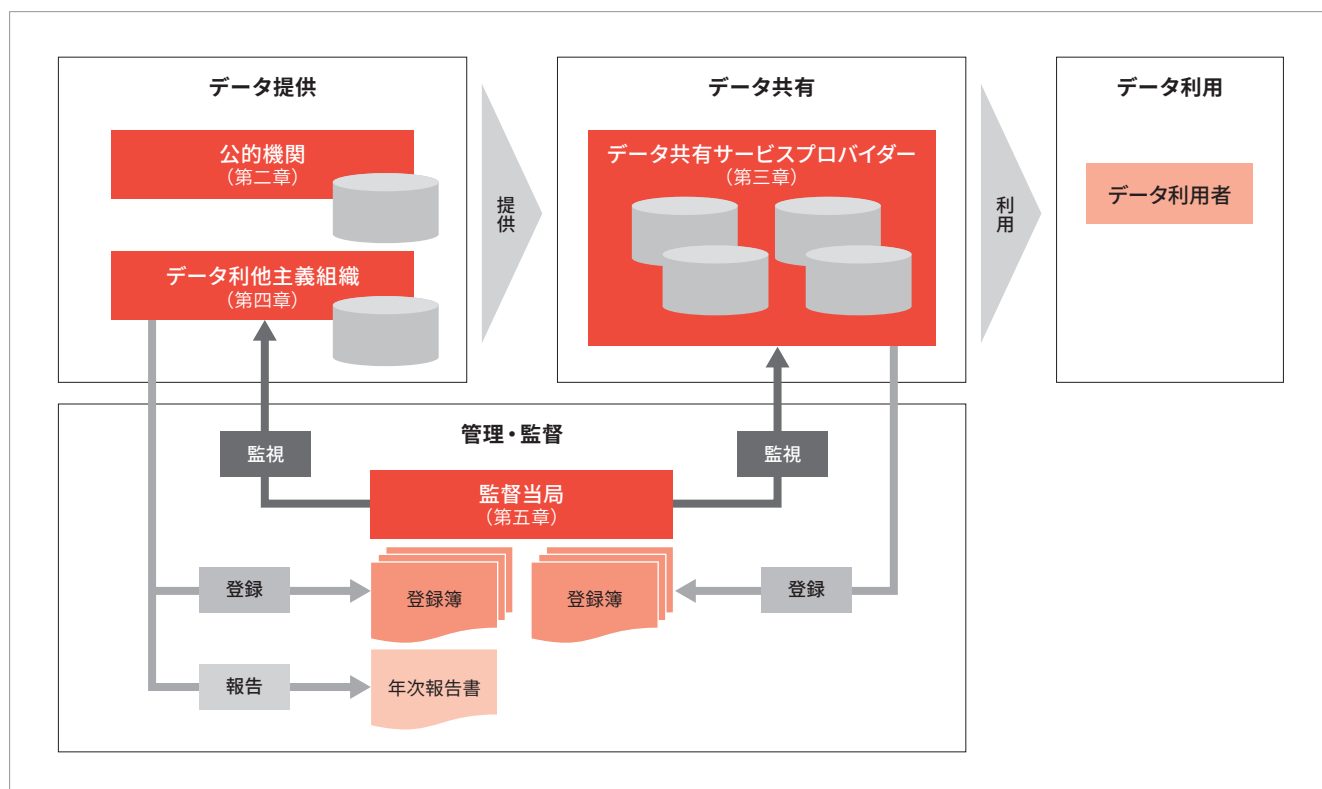 データ提供
公的機関
（第二章）
データ利他主義組織
（第四章）
提供
データ共有
データ共有サービスプロバイダー
（第三章）
利用
データ利用
データ利用者
管理・監督
監視
監視
監督当局
（第五章）
登録
登録簿
登録簿
登録
報告
年次報告書